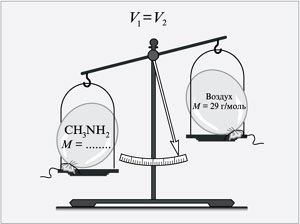 V₁ = V₂
CH₃NH₂
M = ........
Воздух
M = 29 г/моль